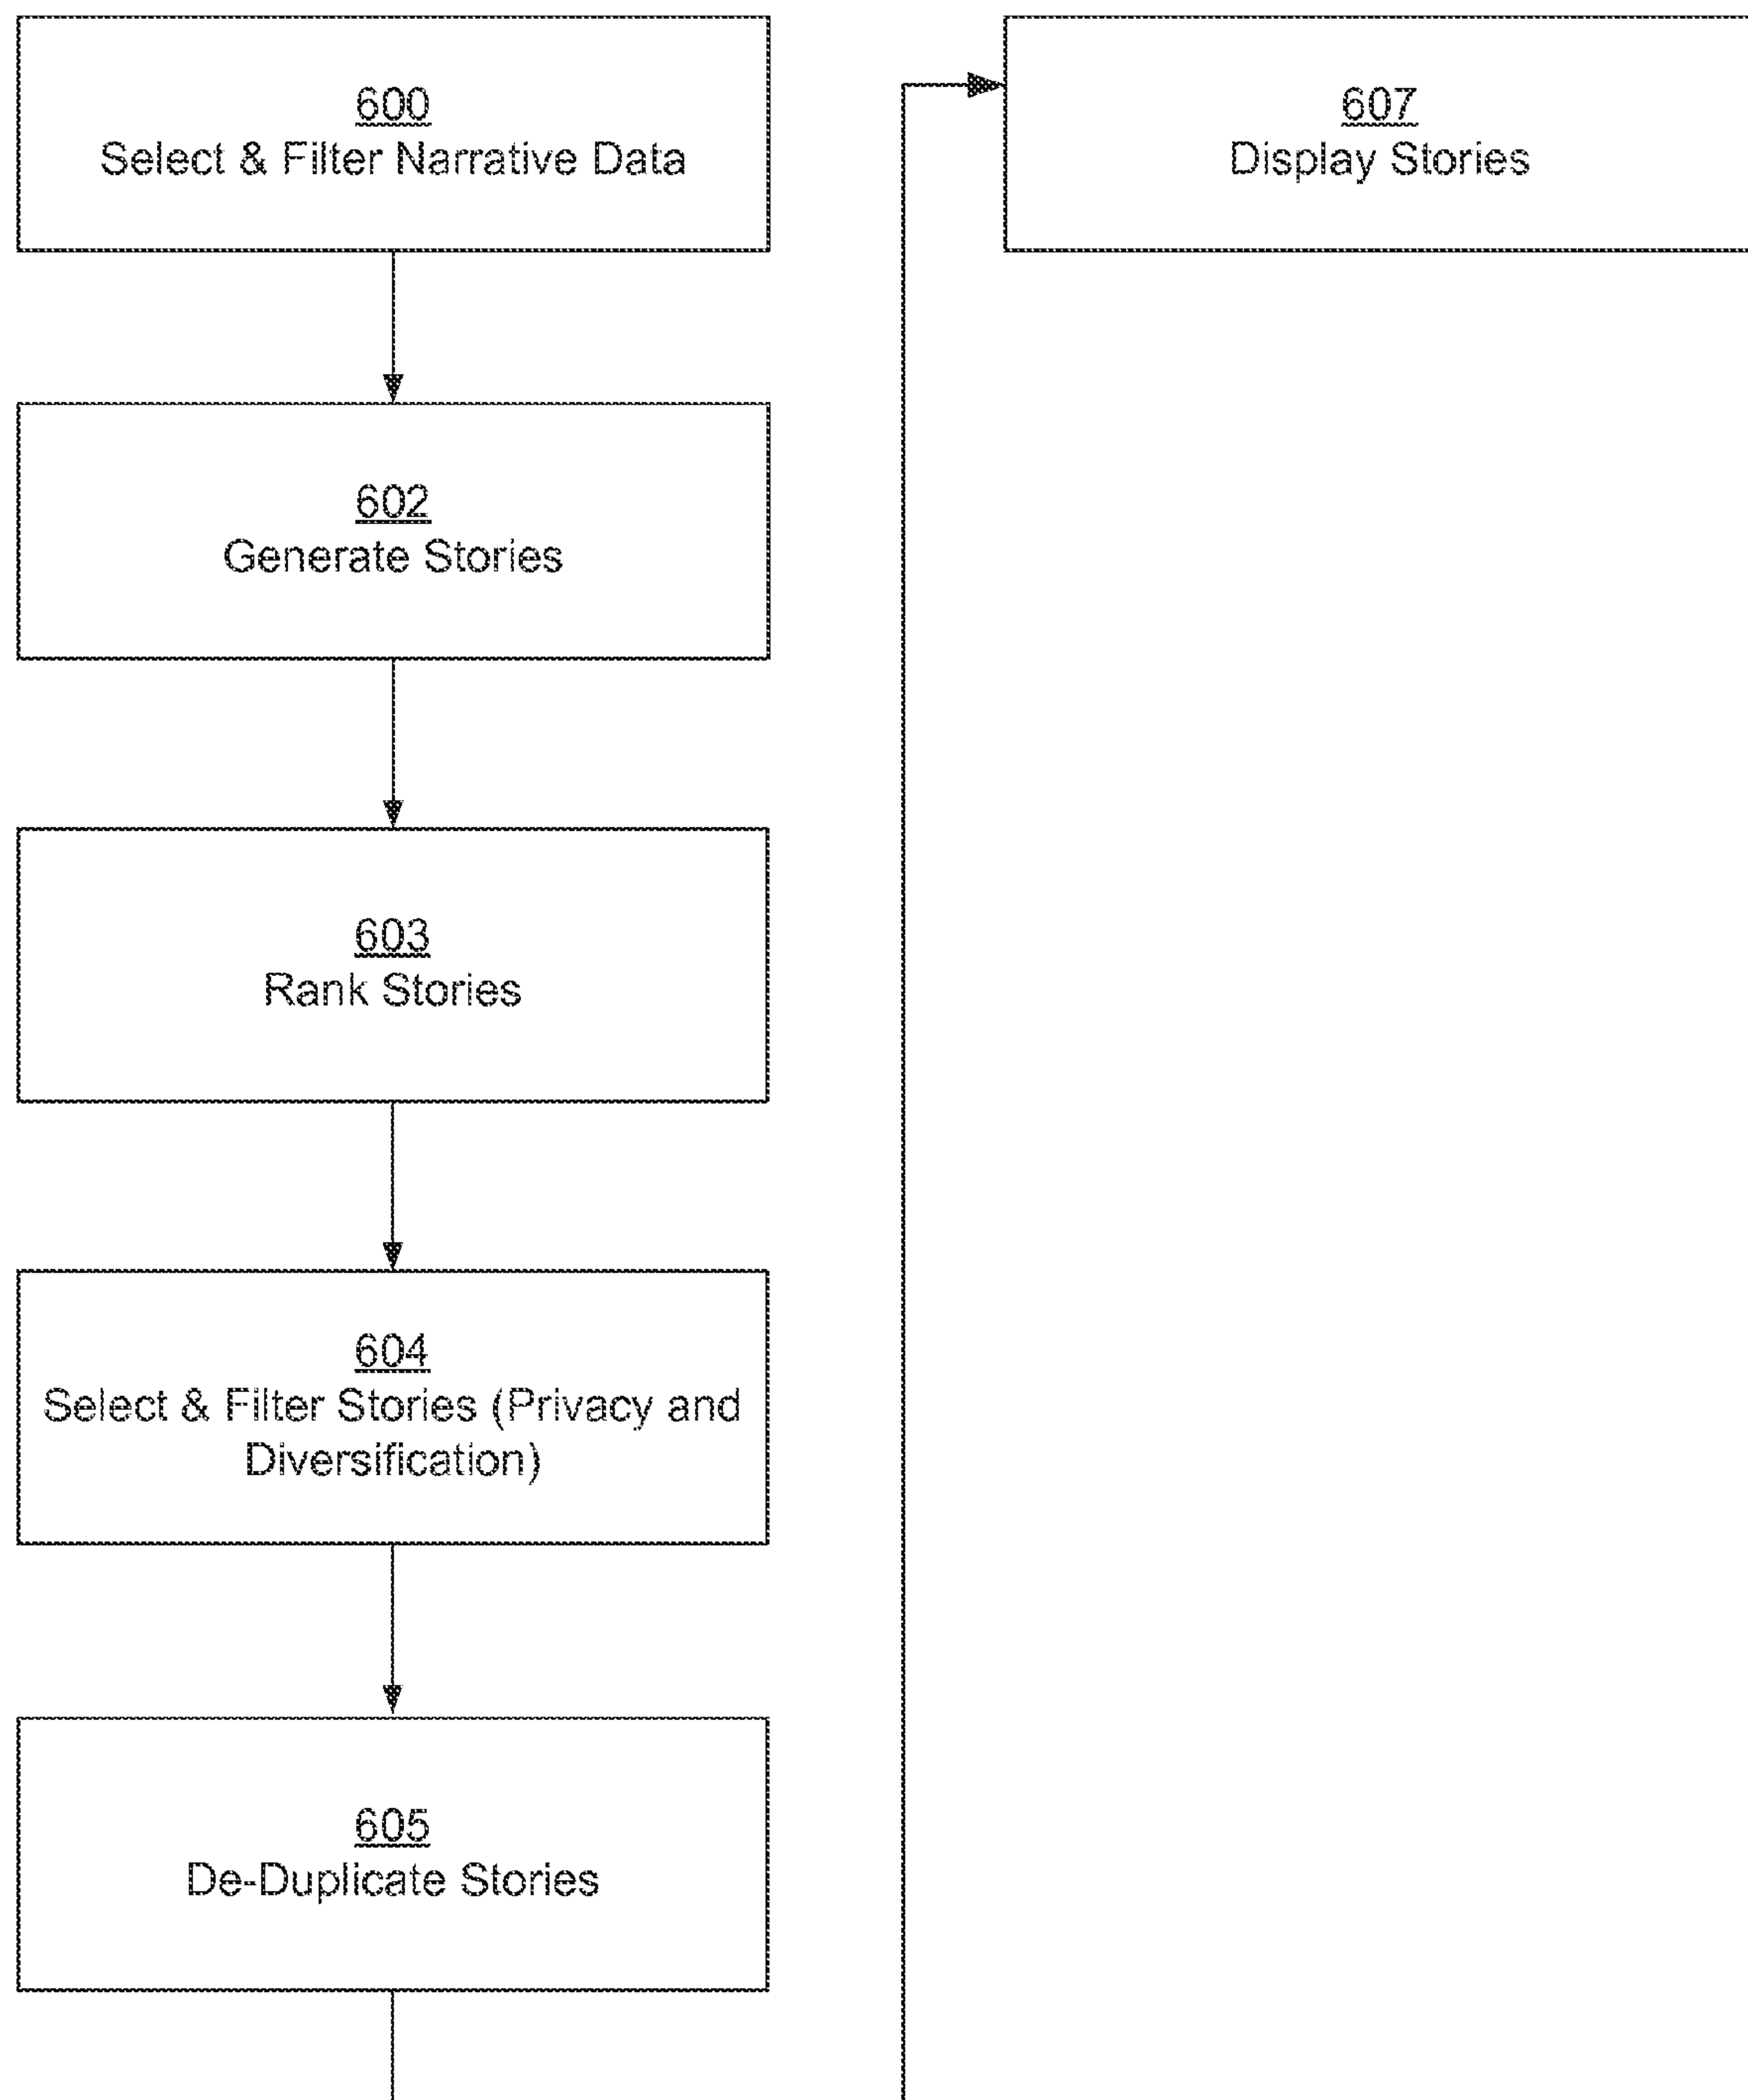 600
Select & Filter Narrative Data
602
Generate Stories
603
Rank Stories
604
Select & Filter Stories (Privacy and
Diversification)
605
De-Duplicate Stories
607
Display Stories